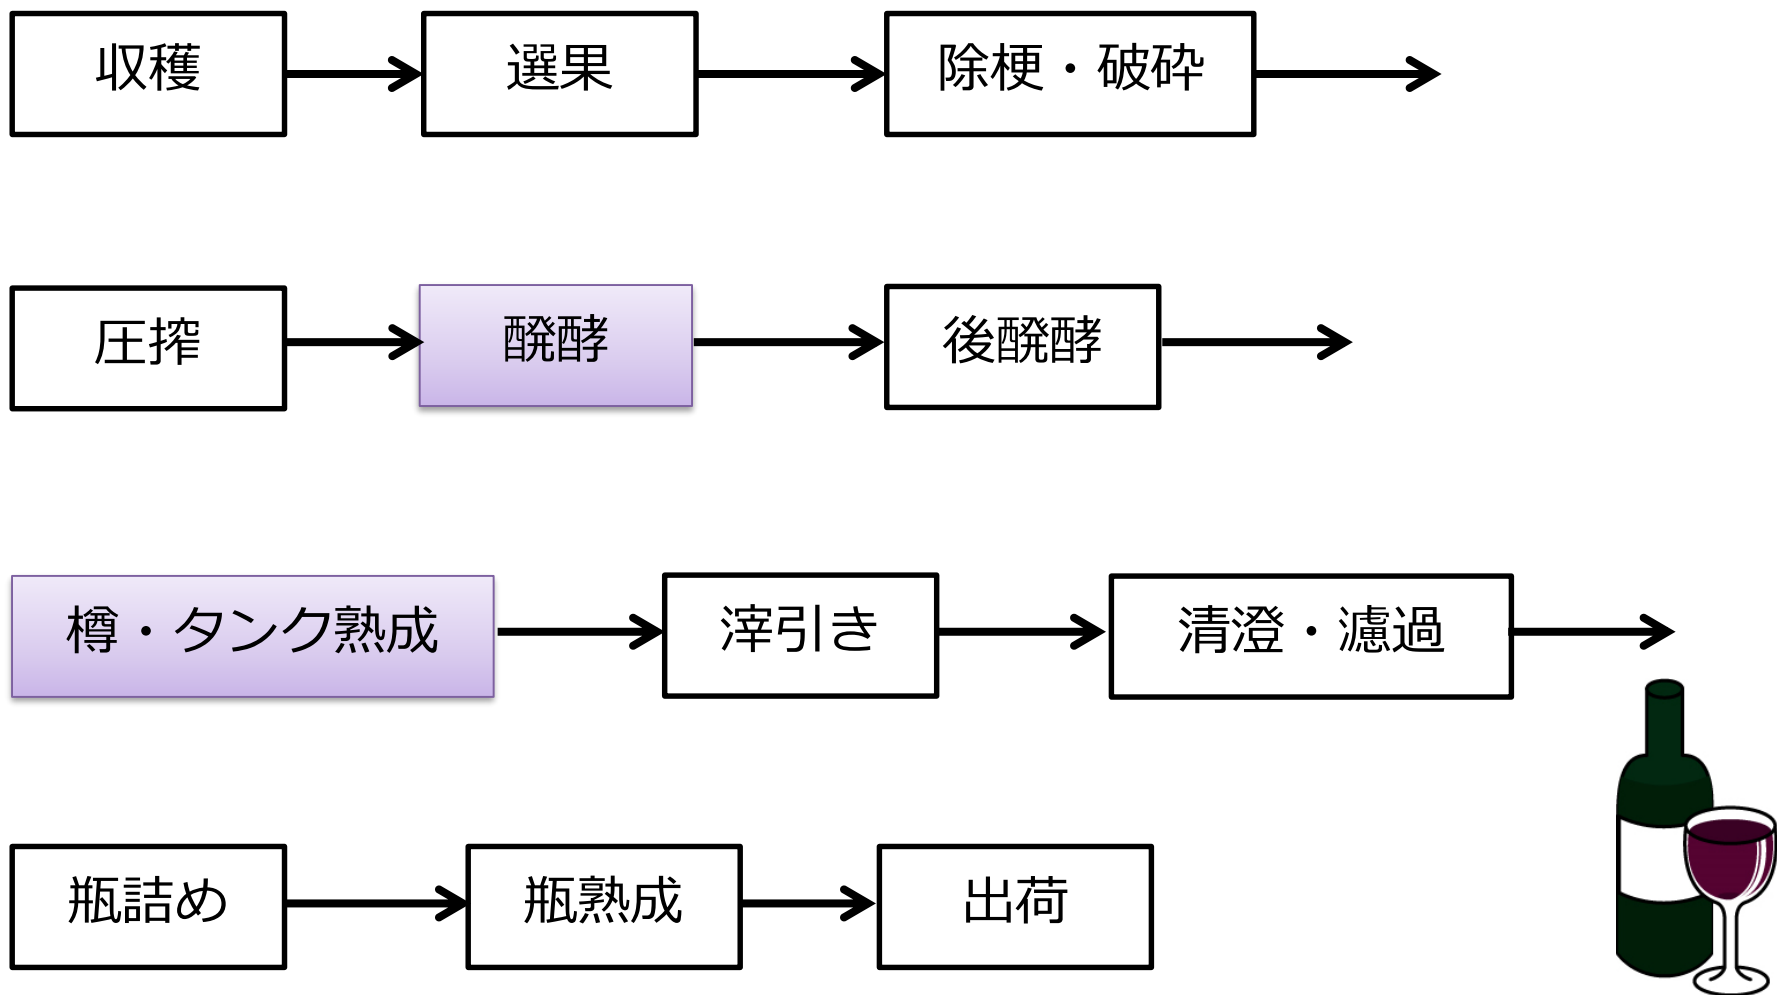 収穫
選果
除梗・破砕
圧搾
醗酵
後醗酵
樽・タンク熟成
滓引き
清澄・濾過
瓶詰め
瓶熟成
出荷